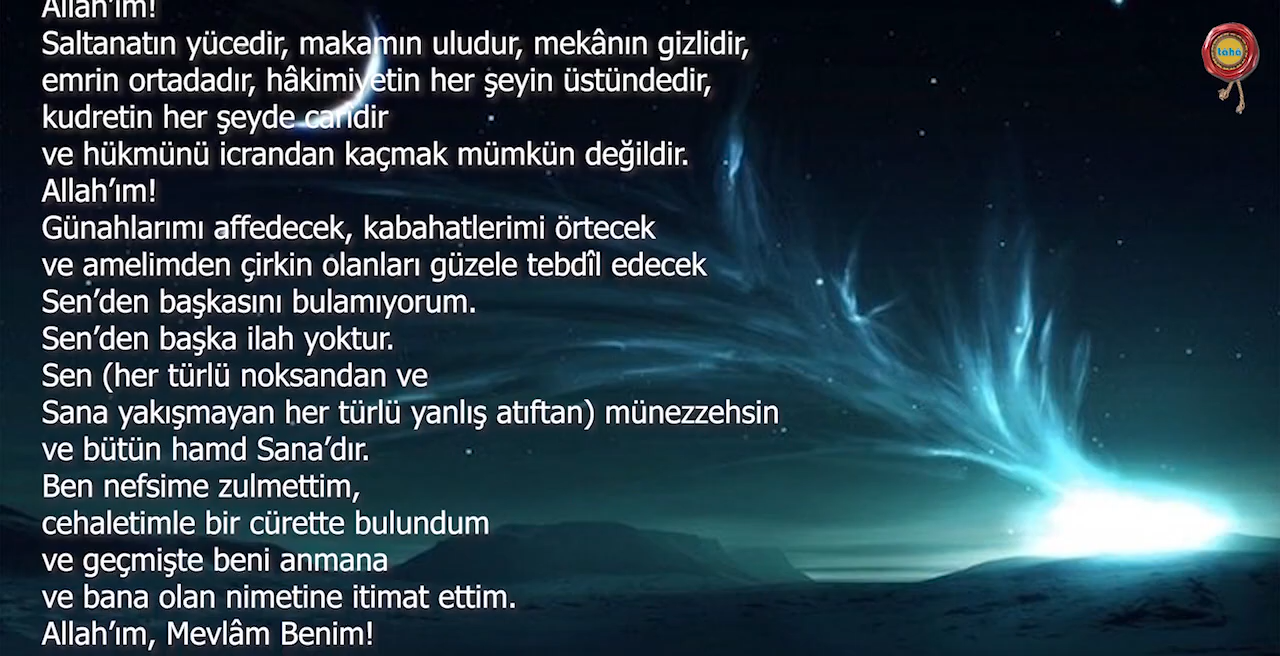 Allah’ım!
Saltanatın yücedir, makamın uludur, mekânın gizlidir,
emrin ortadadır, hâkimiyetin her şeyin üstündedir,
kudretin her şeyde caridir
ve hükmünü icrandan kaçmak mümkün değildir.
Allah’ım!
Günahlarımı affedecek, kabahatlerimi örtecek
ve amelimden çirkin olanları güzele tebdîl edecek
Sen’den başkasını bulamıyorum.
Sen’den başka ilah yoktur.
Sen (her türlü noksandan ve
Sana yakışmayan her türlü yanlış atıftan) münezzehsin
ve bütün hamd Sana’dır.
Ben nefsime zulmettim,
cehaletimle bir cürette bulundum
ve geçmişte beni anmana
ve bana olan nimetine itimat ettim.
Allah’ım, Mevlâm Benim!
taha